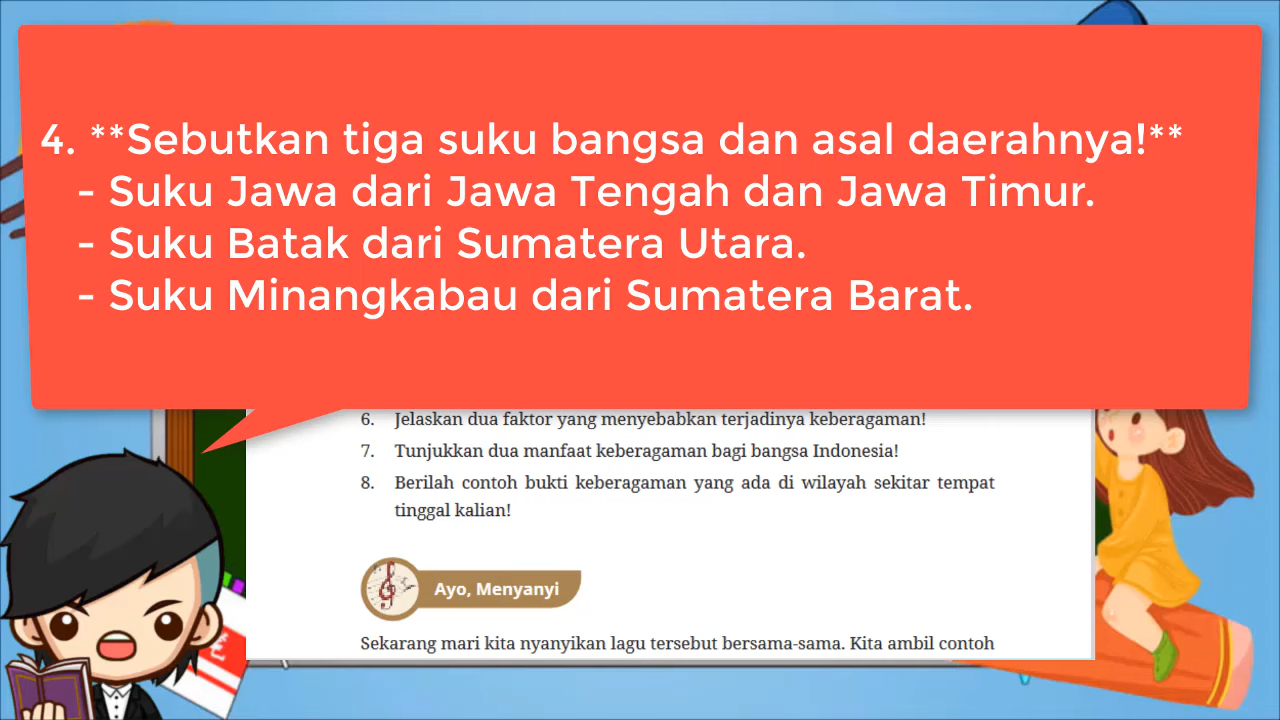 4. **Sebutkan tiga suku bangsa dan asal daerahnya!**
- Suku Jawa dari Jawa Tengah dan Jawa Timur.
- Suku Batak dari Sumatera Utara.
- Suku Minangkabau dari Sumatera Barat.
6. Jelaskan dua faktor yang menyebabkan terjadinya keberagaman!
7. Tunjukkan dua manfaat keberagaman bagi bangsa Indonesia!
8. Berilah contoh bukti keberagaman yang ada di wilayah sekitar tempat
tinggal kalian!
Ayo, Menyanyi
Sekarang mari kita nyanyikan lagu tersebut bersama-sama. Kita ambil contoh